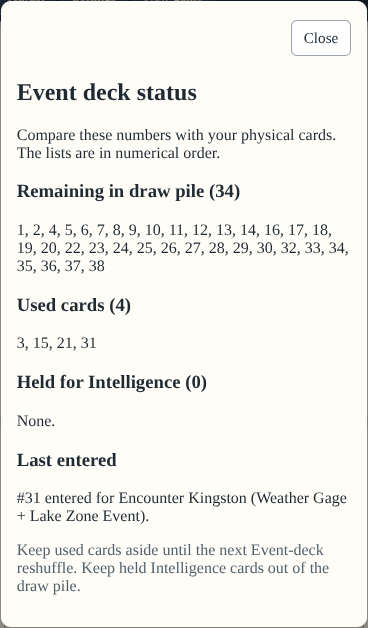 Close
Event deck status
Compare these numbers with your physical cards.
The lists are in numerical order.
Remaining in draw pile (34)
1, 2, 4, 5, 6, 7, 8, 9, 10, 11, 12, 13, 14, 16, 17, 18,
19, 20, 22, 23, 24, 25, 26, 27, 28, 29, 30, 32, 33, 34,
35, 36, 37, 38
Used cards (4)
3, 15, 21, 31
Held for Intelligence (0)
None.
Last entered
#31 entered for Encounter Kingston (Weather Gage
+ Lake Zone Event).
Keep used cards aside until the next Event-deck
reshuffle. Keep held Intelligence cards out of the
draw pile.